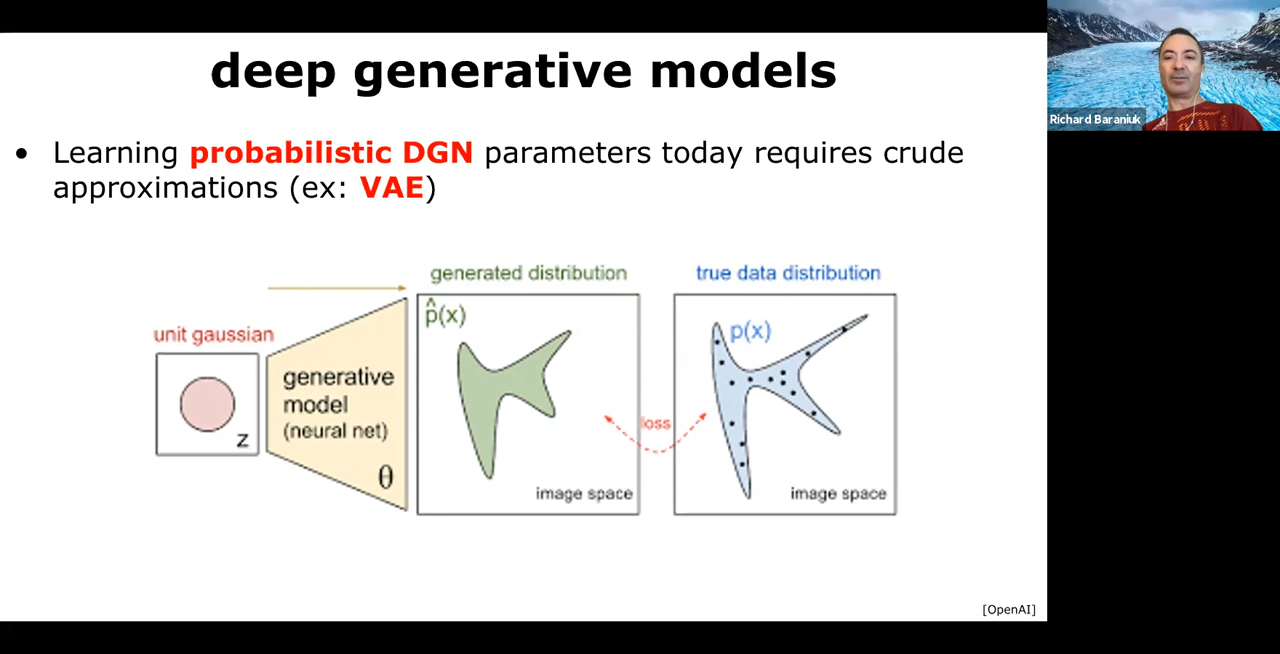 deep generative models
Richard Baraniuk
• Learning probabilistic DGN parameters today requires crude
approximations (ex: VAE)
generated distribution
true data distribution
unit gaussian
z
generative
model
(neural net)
θ
p̂(x)
image space
loss
p(x)
image space
[OpenAI]